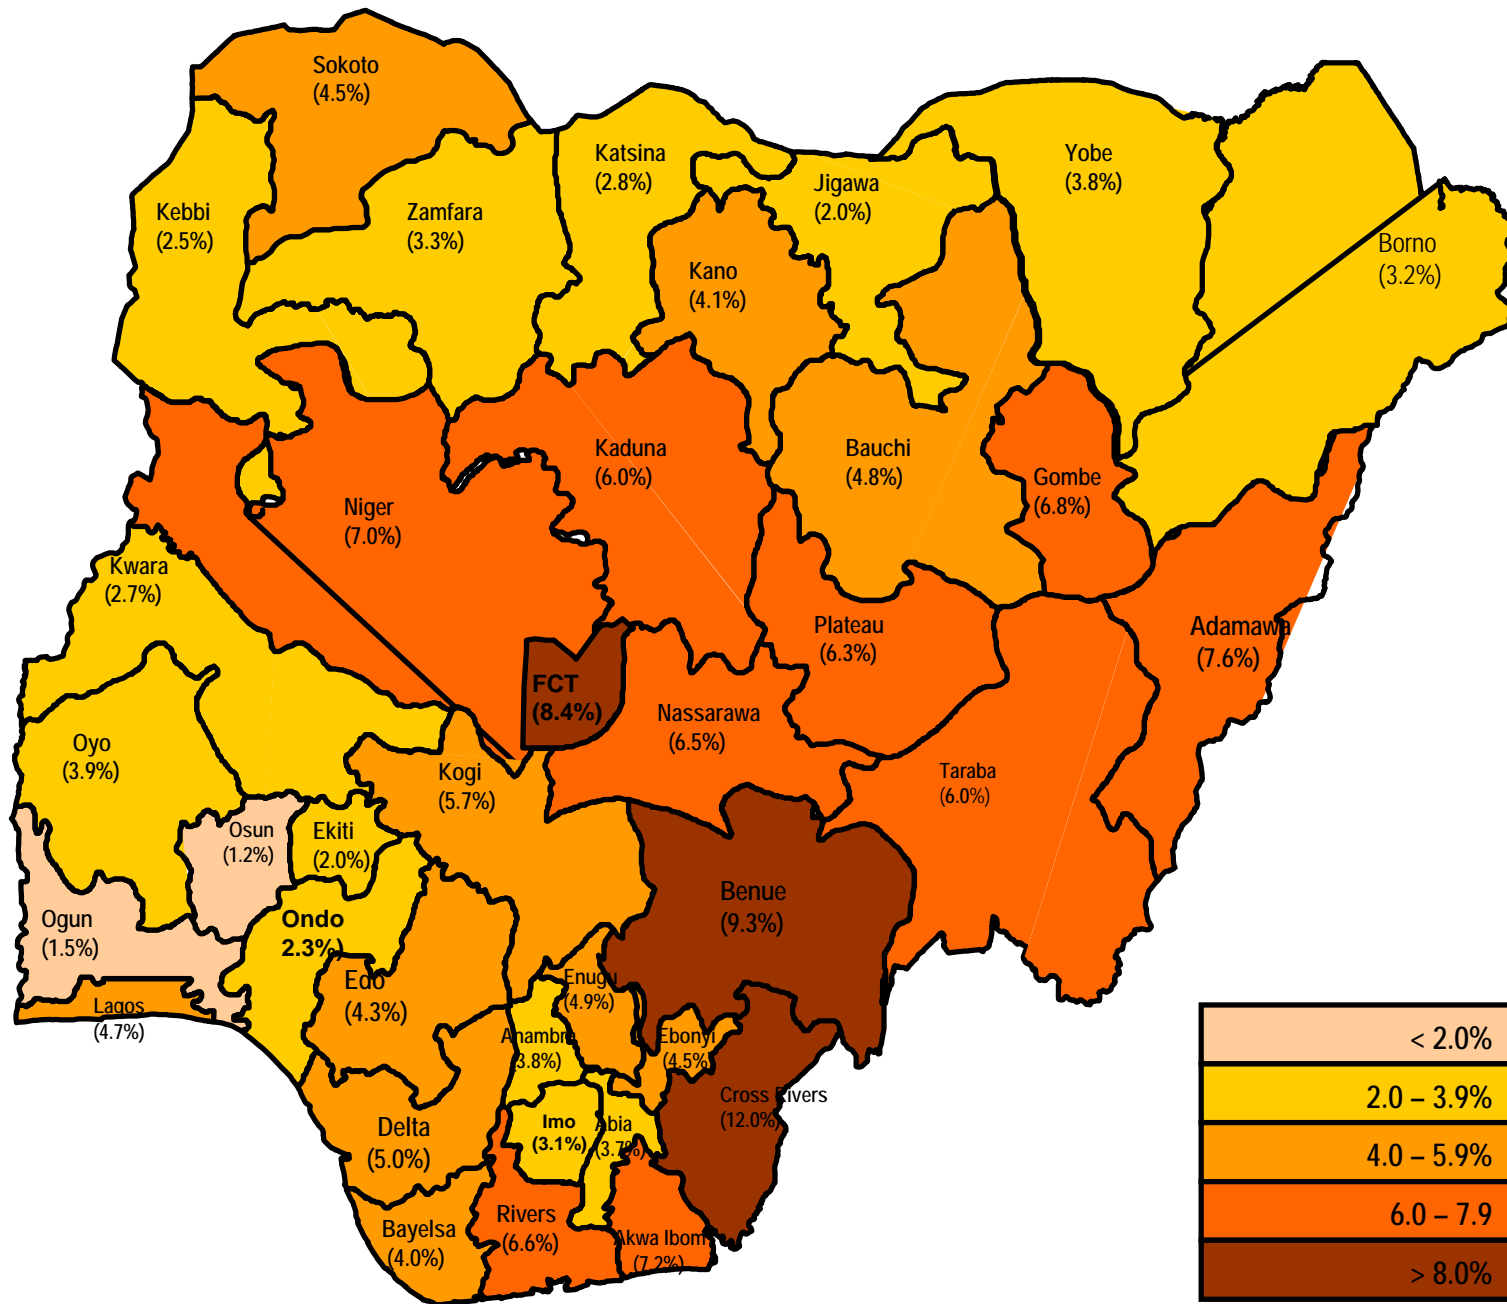 Sokoto
(4.5%)
Katsina
(2.8%)
Yobe
(3.8%)
Jigawa
(2.0%)
Kebbi
(2.5%)
Zamfara
(3.3%)
Borno
(3.2%)
Kano
(4.1%)
Kaduna
(6.0%)
Bauchi
(4.8%)
Gombe
(6.8%)
Niger
(7.0%)
Kwara
(2.7%)
Plateau
(6.3%)
Adamawa
(7.6%)
FCT
(8.4%)
Nassarawa
(6.5%)
Oyo
(3.9%)
Kogi
(5.7%)
Taraba
(6.0%)
Osun
(1.2%)
Ekiti
(2.0%)
Benue
(9.3%)
Ogun
(1.5%)
Ondo
2.3%)
Edo
(4.3%)
Enugu
(4.9%)
Lagos
(4.7%)
Anambra
(3.8%)
Ebonyi
(4.5%)
Cross Rivers
(12.0%)
Delta
(5.0%)
Imo
(3.1%)
Abia
(3.7%)
Bayelsa
(4.0%)
Rivers
(6.6%)
Akwa Ibom
(7.2%)
< 2.0%
2.0 – 3.9%
4.0 – 5.9%
6.0 – 7.9
> 8.0%